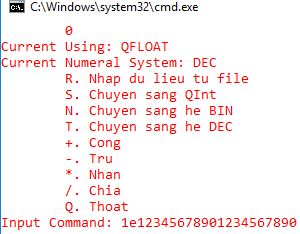 C:\Windows\system32\cmd.exe
0
Current Using: QFLOAT
Current Numeral System: DEC
R. Nhap du lieu tu file
S. Chuyen sang QInt
N. Chuyen sang he BIN
T. Chuyen sang he DEC
+. Cong
-. Tru
*. Nhan
/. Chia
Q. Thoat
Input Command: 1e12345678901234567890